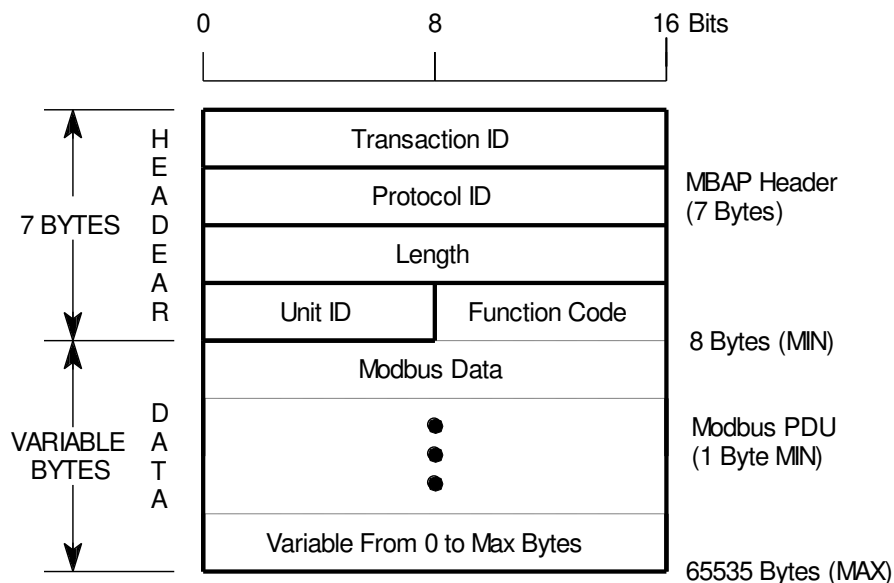 0 8 16 Bits
Transaction ID
Protocol ID
MBAP Header
(7 Bytes)
7 BYTES
HEADEAR
Length
Unit ID Function Code
8 Bytes (MIN)
Modbus Data
VARIABLE
BYTES
DATA
Modbus PDU
(1 Byte MIN)
Variable From 0 to Max Bytes
65535 Bytes (MAX)